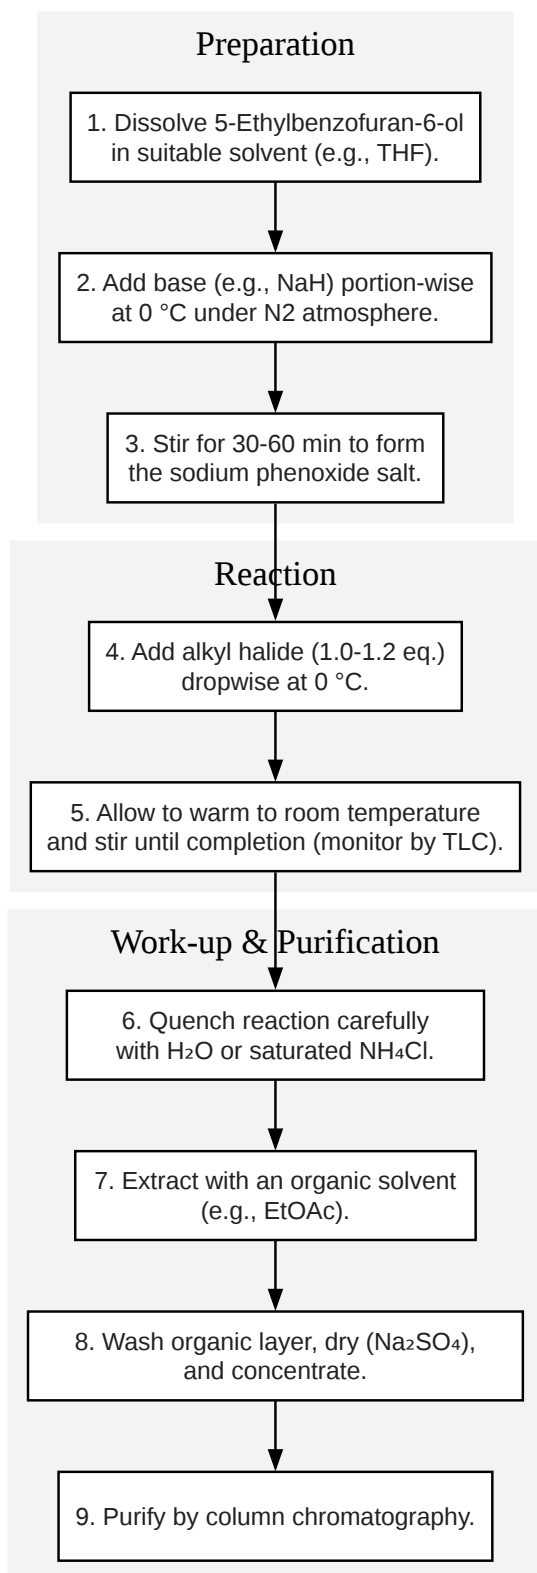 Preparation
1. Dissolve 5-Ethylbenzofuran-6-ol
in suitable solvent (e.g., THF).
2. Add base (e.g., NaH) portion-wise
at 0 °C under N2 atmosphere.
3. Stir for 30-60 min to form
the sodium phenoxide salt.
Reaction
4. Add alkyl halide (1.0-1.2 eq.)
dropwise at 0 °C.
5. Allow to warm to room temperature
and stir until completion (monitor by TLC).
Work-up & Purification
6. Quench reaction carefully
with H₂O or saturated NH₄Cl.
7. Extract with an organic solvent
(e.g., EtOAc).
8. Wash organic layer, dry (Na₂SO₄),
and concentrate.
9. Purify by column chromatography.